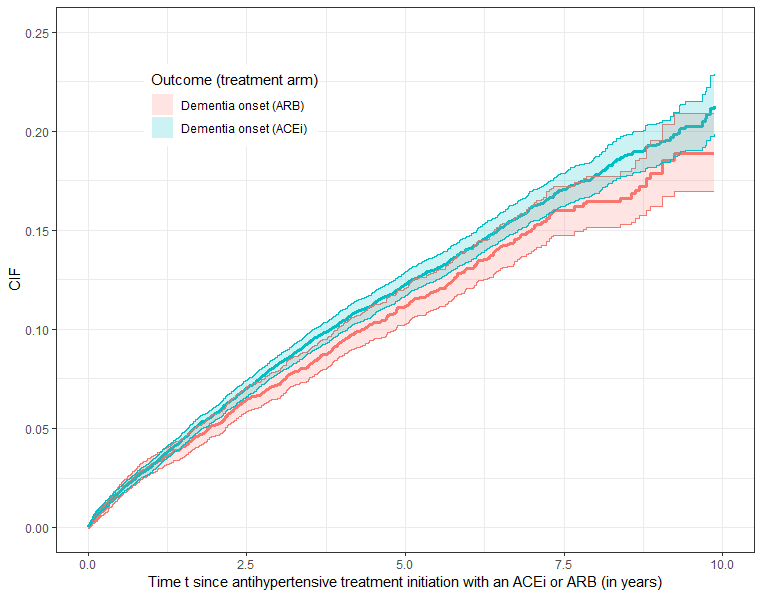 0.25
0.20
0.15
0.10
0.05
0.00
CIF
Outcome (treatment arm)
Dementia onset (ARB)
Dementia onset (ACEi)
0.0 2.5 5.0 7.5 10.0
Time t since antihypertensive treatment initiation with an ACEi or ARB (in years)